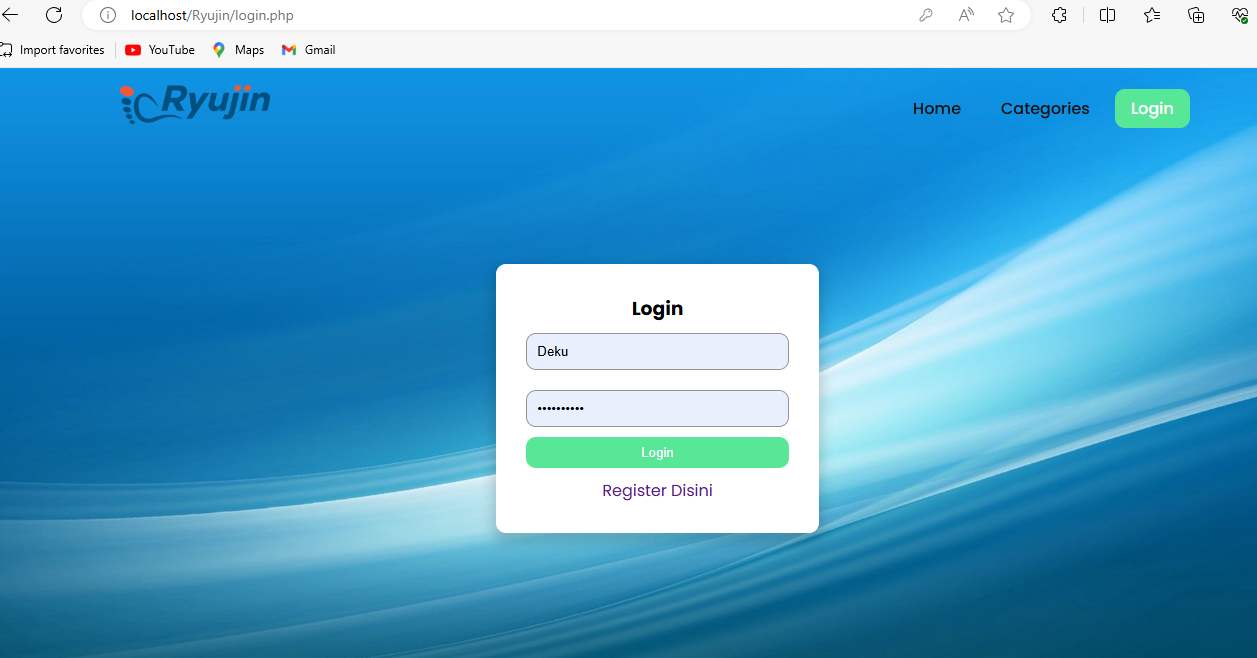 localhost/Ryujin/login.php
Import favorites YouTube Maps Gmail
Ryujin
Home Categories Login
Login
Deku
••••••••••
Login
Register Disini